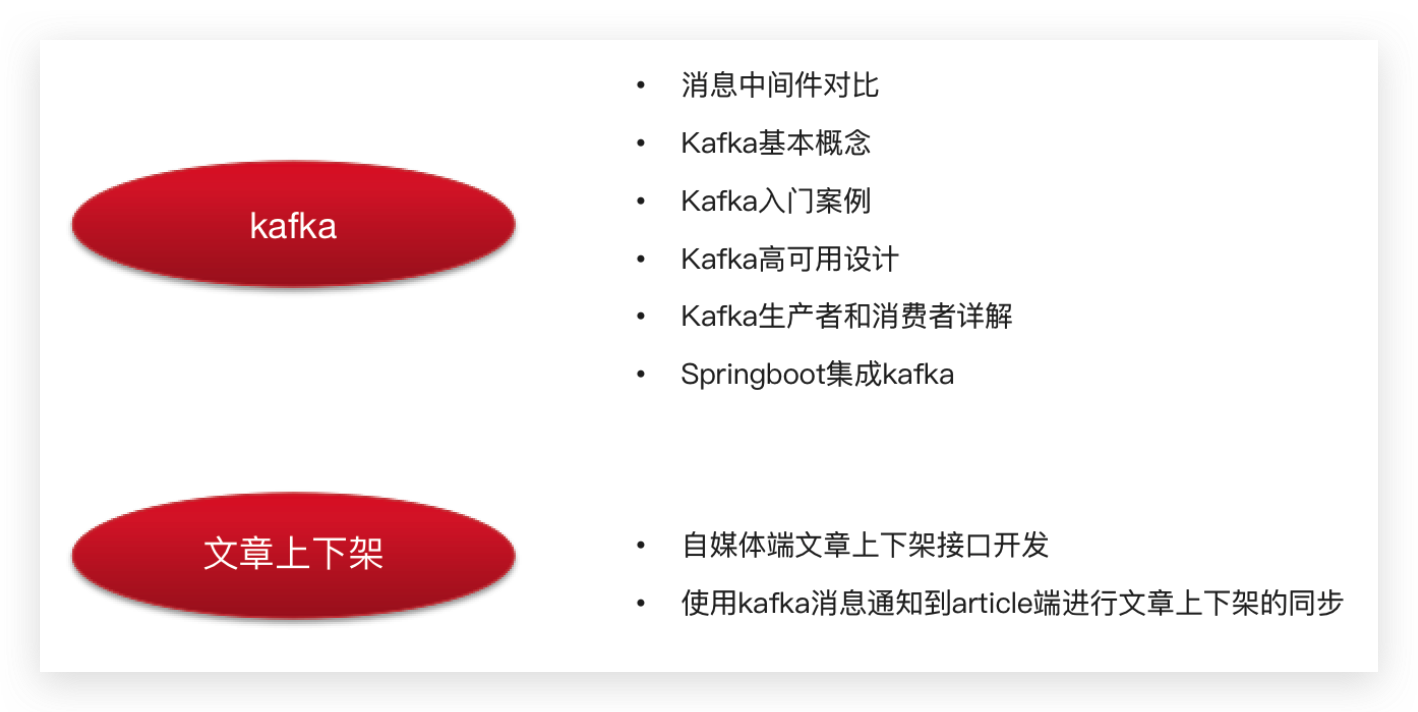 kafka
• 消息中间件对比
• Kafka基本概念
• Kafka入门案例
• Kafka高可用设计
• Kafka生产者和消费者详解
• Springboot集成kafka
文章上下架
• 自媒体端文章上下架接口开发
• 使用kafka消息通知到article端进行文章上下架的同步